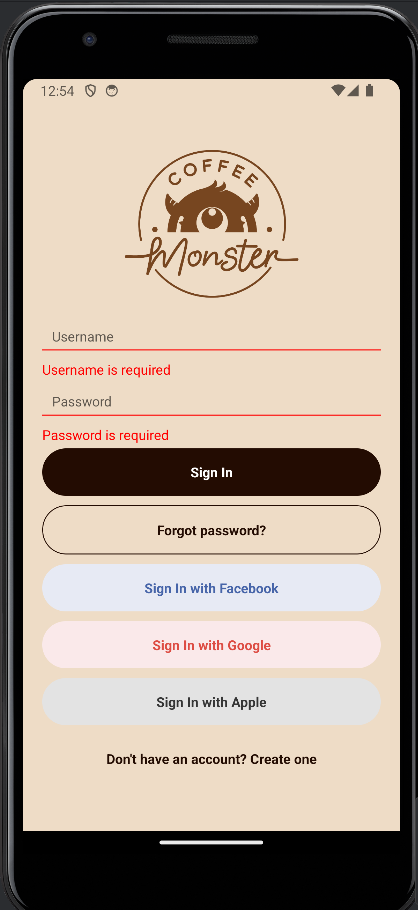 12:54
COFFEE
Monster
Username
Username is required
Password
Password is required
Sign In
Forgot password?
Sign In with Facebook
Sign In with Google
Sign In with Apple
Don't have an account? Create one